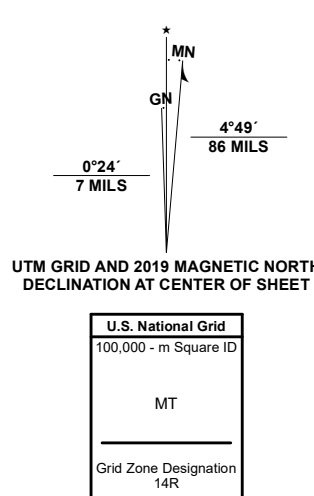 ★
MN
GN
4°49´
86 MILS
0°24´
7 MILS
UTM GRID AND 2019 MAGNETIC NORTH
DECLINATION AT CENTER OF SHEET
U.S. National Grid
100,000 - m Square ID
MT
Grid Zone Designation
14R